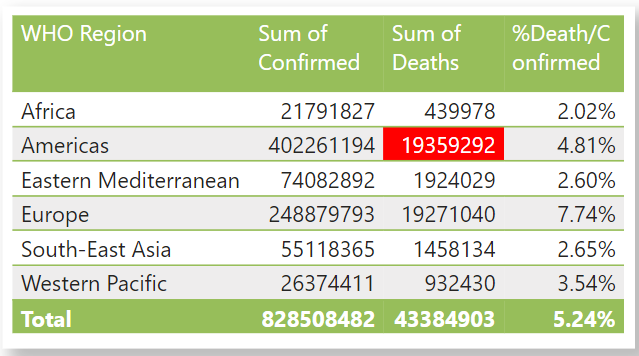 WHO Region Sum of Confirmed Sum of Deaths %Death/C onfirmed
Africa 21791827 439978 2.02%
Americas 402261194 19359292 4.81%
Eastern Mediterranean 74082892 1924029 2.60%
Europe 248879793 19271040 7.74%
South-East Asia 55118365 1458134 2.65%
Western Pacific 26374411 932430 3.54%
Total 828508482 43384903 5.24%